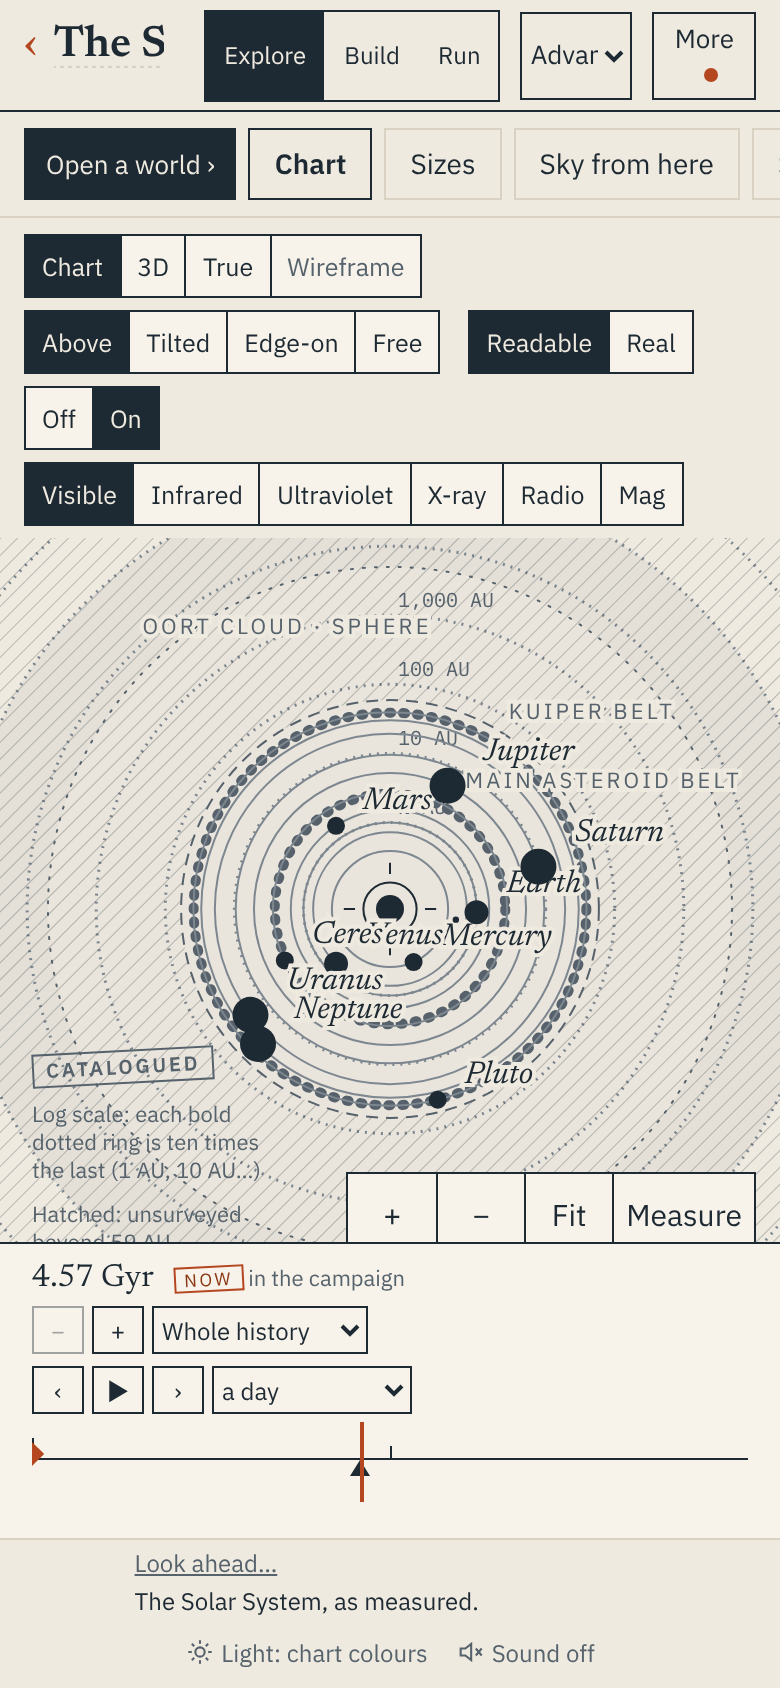 ‹ The S Explore Build Run Advar More
Open a world › Chart Sizes Sky from here
Chart 3D True Wireframe
Above Tilted Edge-on Free Readable Real
Off On
Visible Infrared Ultraviolet X-ray Radio Mag
1,000 AU
OORT CLOUD · SPHERE
100 AU
KUIPER BELT
10 AU
Jupiter
MAIN ASTEROID BELT
Mars
Saturn
Earth
Ceres Venus Mercury
Uranus
Neptune
CATALOGUED
Pluto
Log scale: each bold
dotted ring is ten times
the last (1 AU, 10 AU…).
Hatched: unsurveyed
beyond 59 AU
+ − Fit Measure
4.57 Gyr NOW in the campaign
− + Whole history
‹ › a day
Look ahead…
The Solar System, as measured.
Light: chart colours Sound off